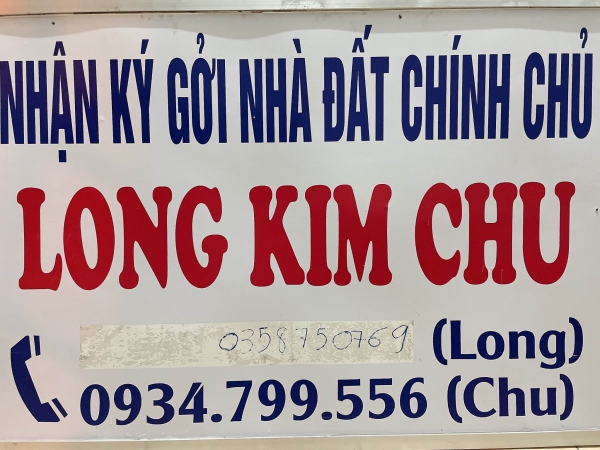 NHẬN KÝ GỞI NHÀ ĐẤT CHÍNH CHỦ
LONG KIM CHU
0358750769 (Long)
0934.799.556 (Chu)